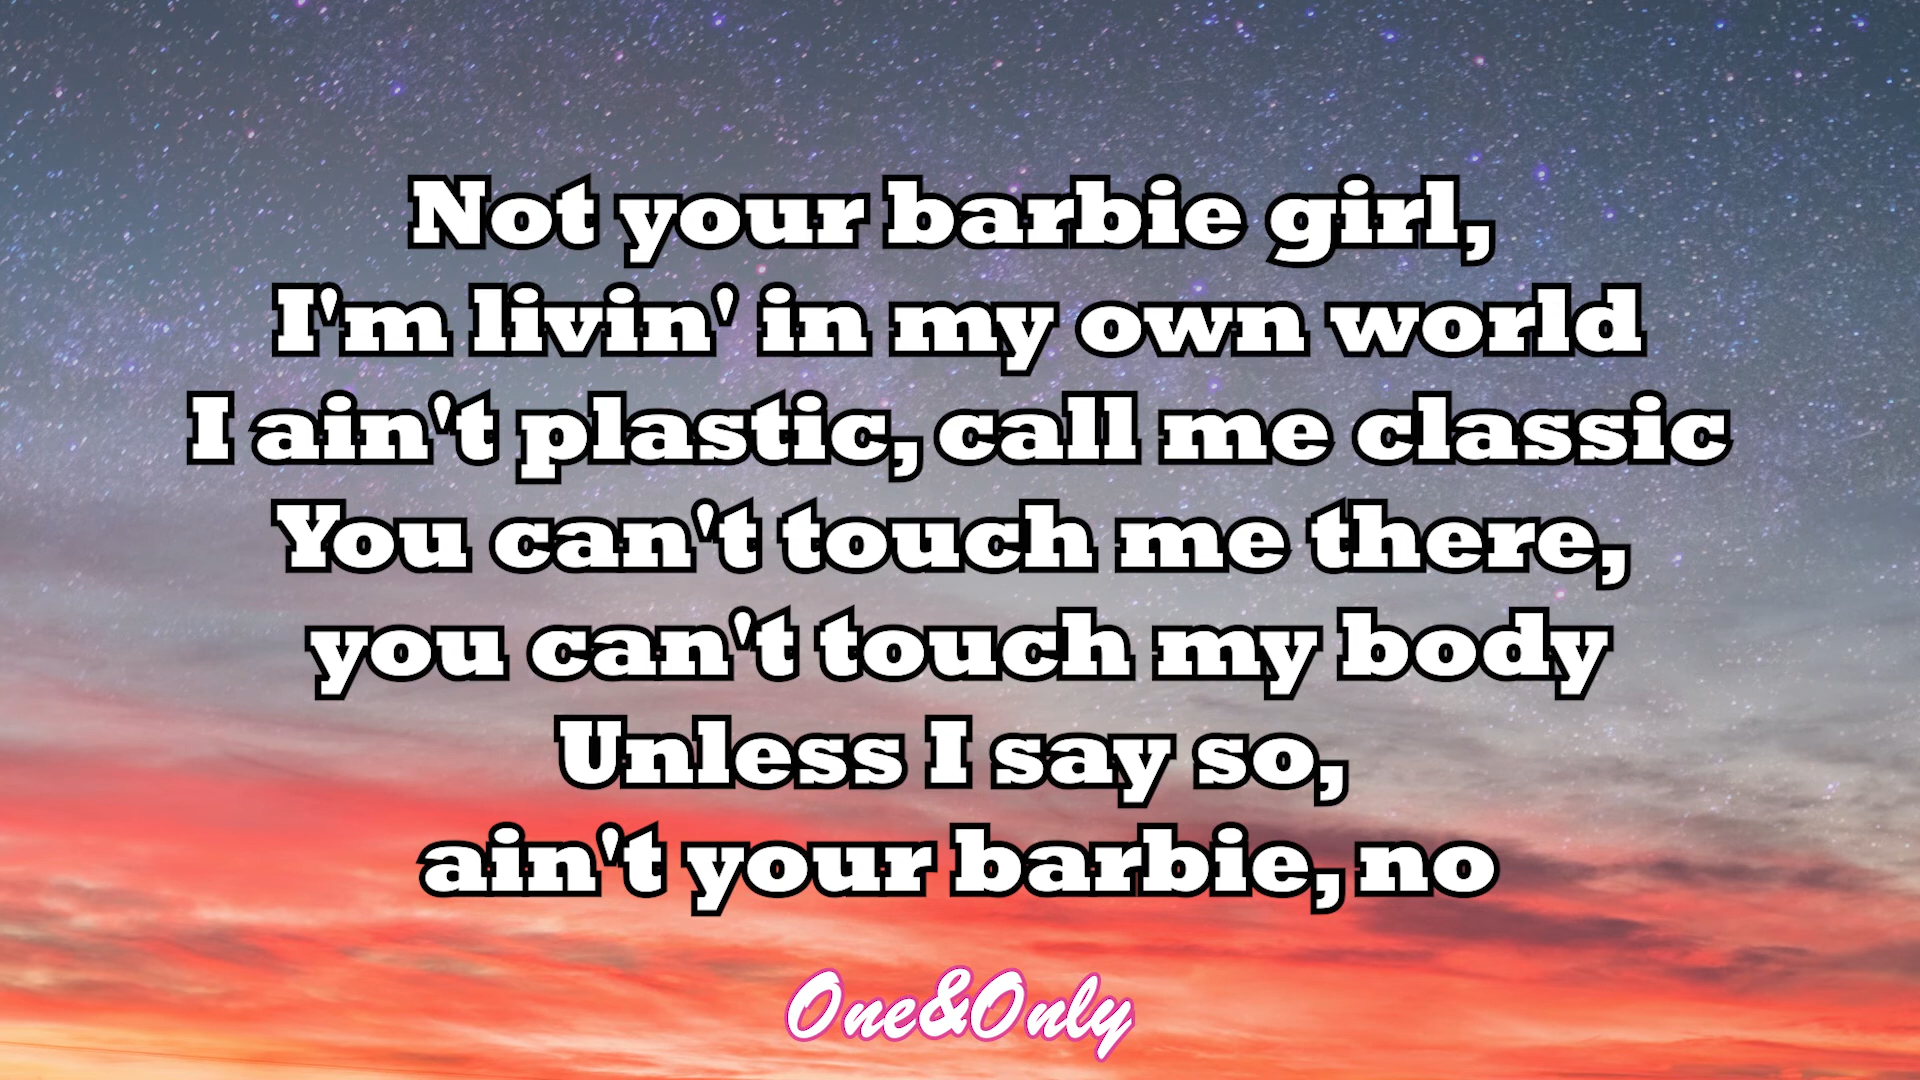 Not your barbie girl,
I'm livin' in my own world
I ain't plastic, call me classic
You can't touch me there,
you can't touch my body
Unless I say so,
ain't your barbie, no
One&Only